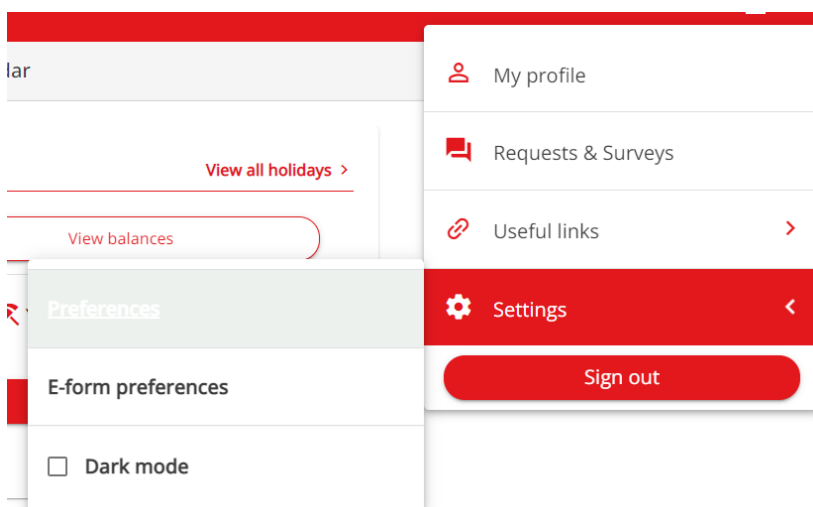 dar
View all holidays
View balances
My profile
Requests & Surveys
Useful links
Settings
Sign out
Preferences
E-form preferences
Dark mode